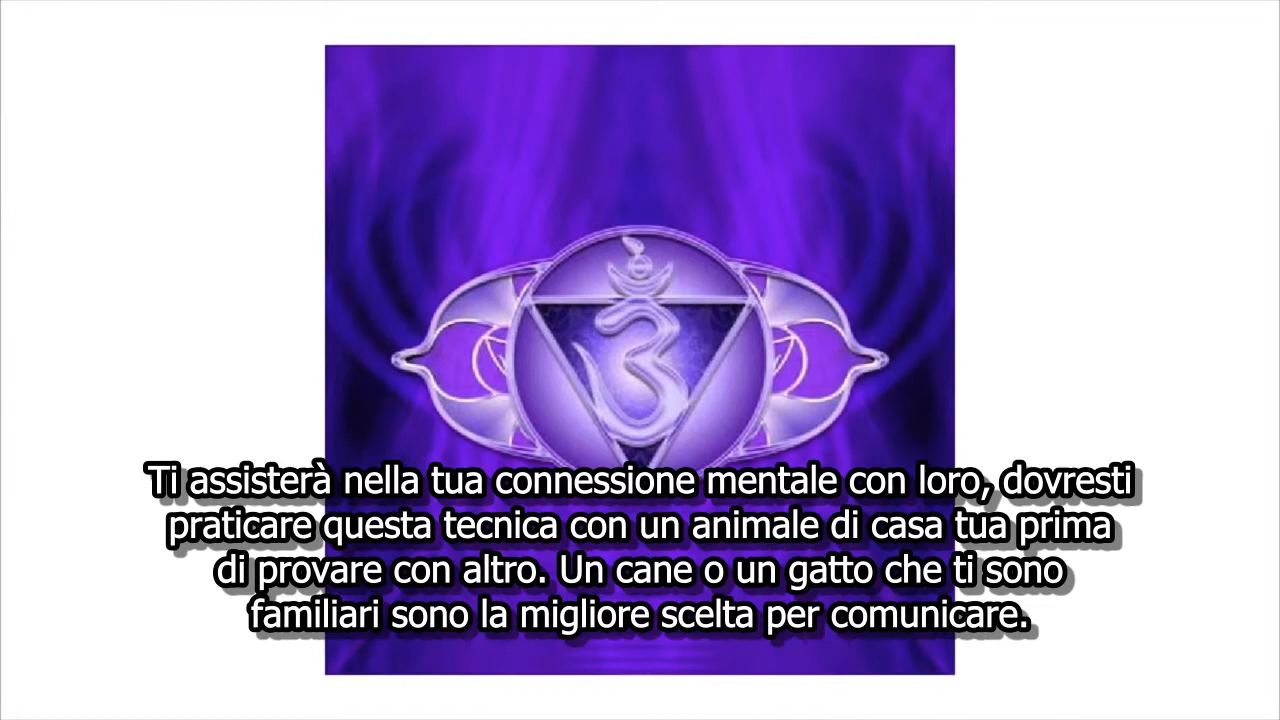 Ti assisterà nella tua connessione mentale con loro, dovresti
praticare questa tecnica con un animale di casa tua prima
di provare con altro. Un cane o un gatto che ti sono
familiari sono la migliore scelta per comunicare.